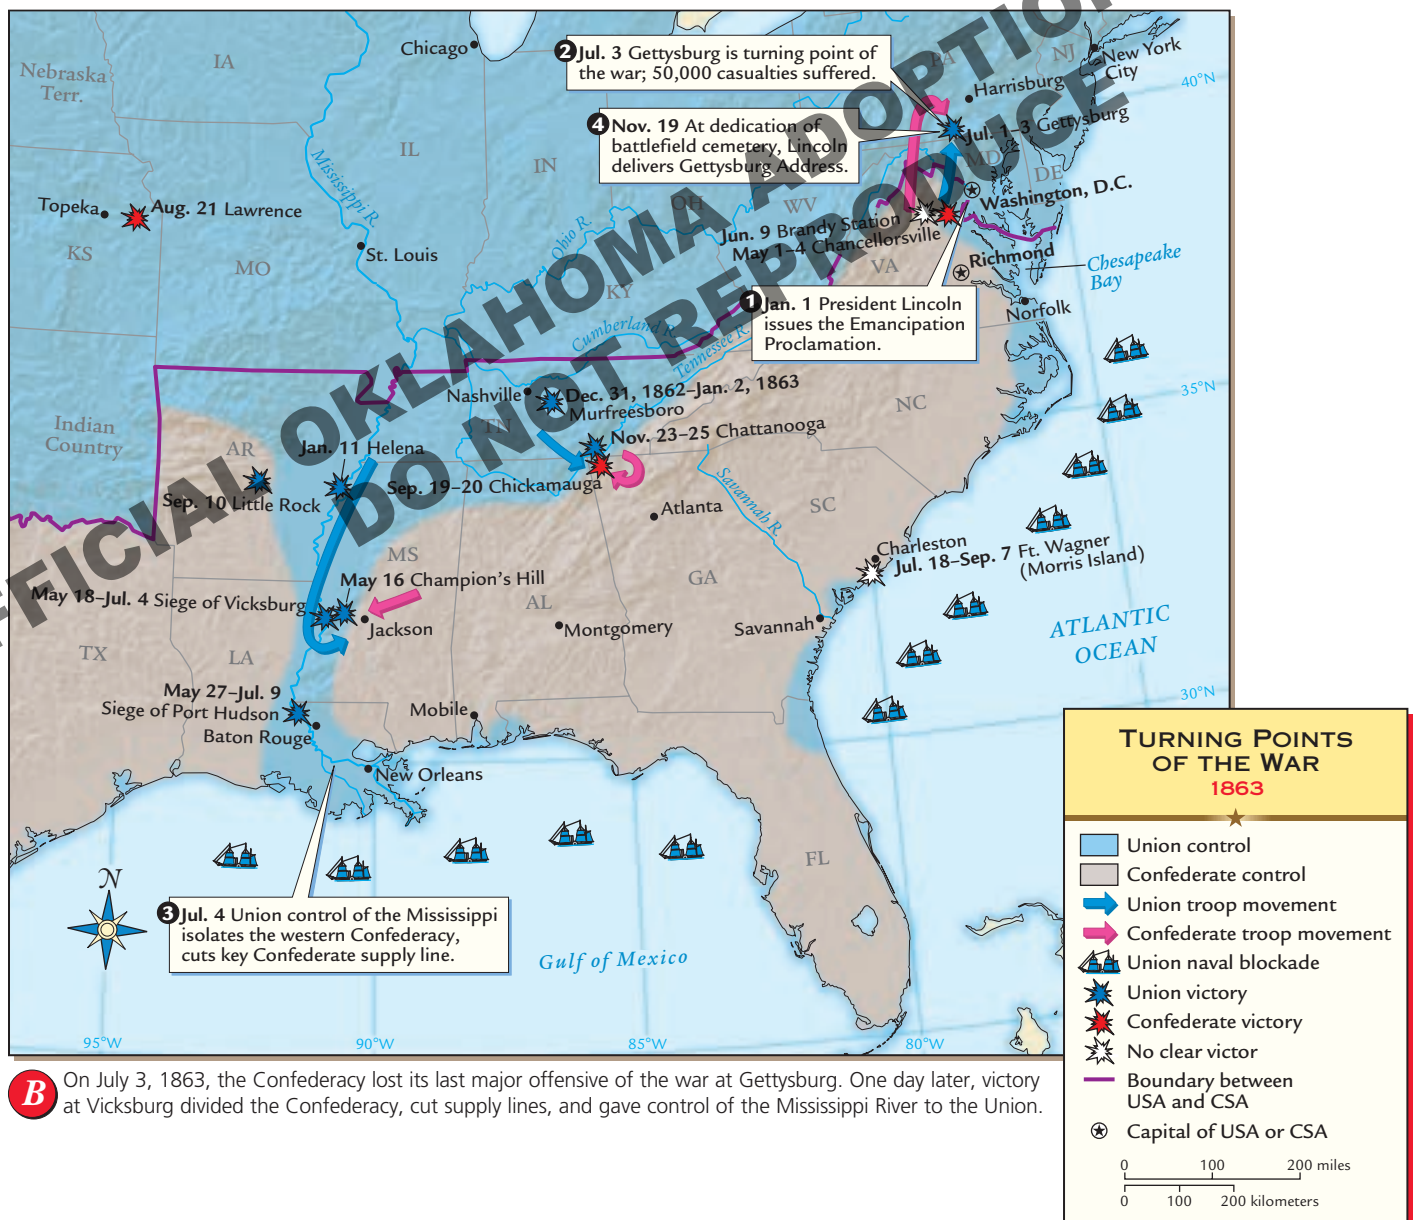 OFFICIAL OKLAHOMA ADOPTION
DO NOT REPRODUCE
Nebraska
Terr.
IA
Chicago
IL
IN
OH
PA
NJ
New York
City
40°N
Harrisburg
2 Jul. 3 Gettysburg is turning point of
the war; 50,000 casualties suffered.
4 Nov. 19 At dedication of
battlefield cemetery, Lincoln
delivers Gettysburg Address.
Jul. 1–3 Gettysburg
MD
DE
Washington, D.C.
WV
Mississippi R.
Ohio R.
Topeka
Aug. 21 Lawrence
KS
MO
St. Louis
Jun. 9 Brandy Station
May 1–4 Chancellorsville
VA
Richmond
Chesapeake
Bay
Norfolk
KY
1 Jan. 1 President Lincoln
issues the Emancipation
Proclamation.
Cumberland R.
Tennessee R.
35°N
Nashville
Dec. 31, 1862–Jan. 2, 1863
Murfreesboro
TN
NC
Indian
Country
AR
Jan. 11 Helena
Nov. 23–25 Chattanooga
Sep. 10 Little Rock
Sep. 19–20 Chickamauga
Savannah R.
Atlanta
SC
MS
Charleston
Jul. 18–Sep. 7 Ft. Wagner
(Morris Island)
May 16 Champion's Hill
GA
AL
May 18–Jul. 4 Siege of Vicksburg
Jackson
Montgomery
Savannah
ATLANTIC
OCEAN
TX
LA
30°N
May 27–Jul. 9
Siege of Port Hudson
Baton Rouge
Mobile
New Orleans
FL
N
3 Jul. 4 Union control of the Mississippi
isolates the western Confederacy,
cuts key Confederate supply line.
Gulf of Mexico
95°W
90°W
85°W
80°W
TURNING POINTS
OF THE WAR
1863
Union control
Confederate control
Union troop movement
Confederate troop movement
Union naval blockade
Union victory
Confederate victory
No clear victor
Boundary between
USA and CSA
Capital of USA or CSA
0 100 200 miles
0 100 200 kilometers
B On July 3, 1863, the Confederacy lost its last major offensive of the war at Gettysburg. One day later, victory
at Vicksburg divided the Confederacy, cut supply lines, and gave control of the Mississippi River to the Union.